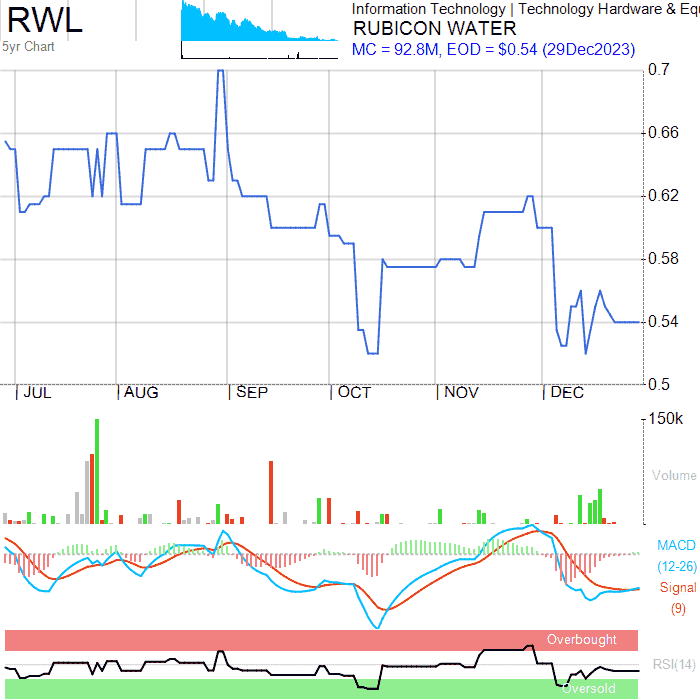 RWL
5yr Chart
Information Technology | Technology Hardware & Equ
RUBICON WATER
MC = 92.8M, EOD = $0.54 (29Dec2023)
0.7
0.66
0.62
0.58
0.54
0.5
JUL AUG SEP OCT NOV DEC
150k
Volume
MACD
(12-26)
Signal
(9)
Overbought
RSI(14)
Oversold